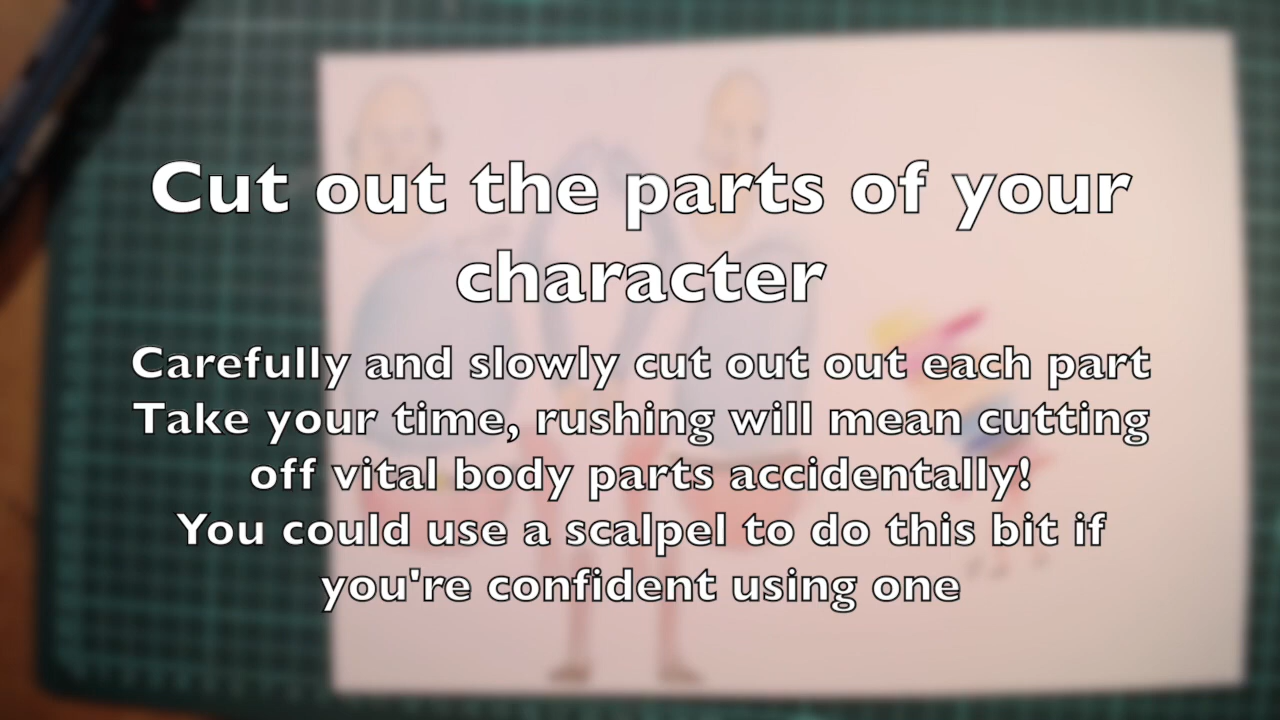 Cut out the parts of your
character
Carefully and slowly cut out out each part
Take your time, rushing will mean cutting
off vital body parts accidentally!
You could use a scalpel to do this bit if
you're confident using one